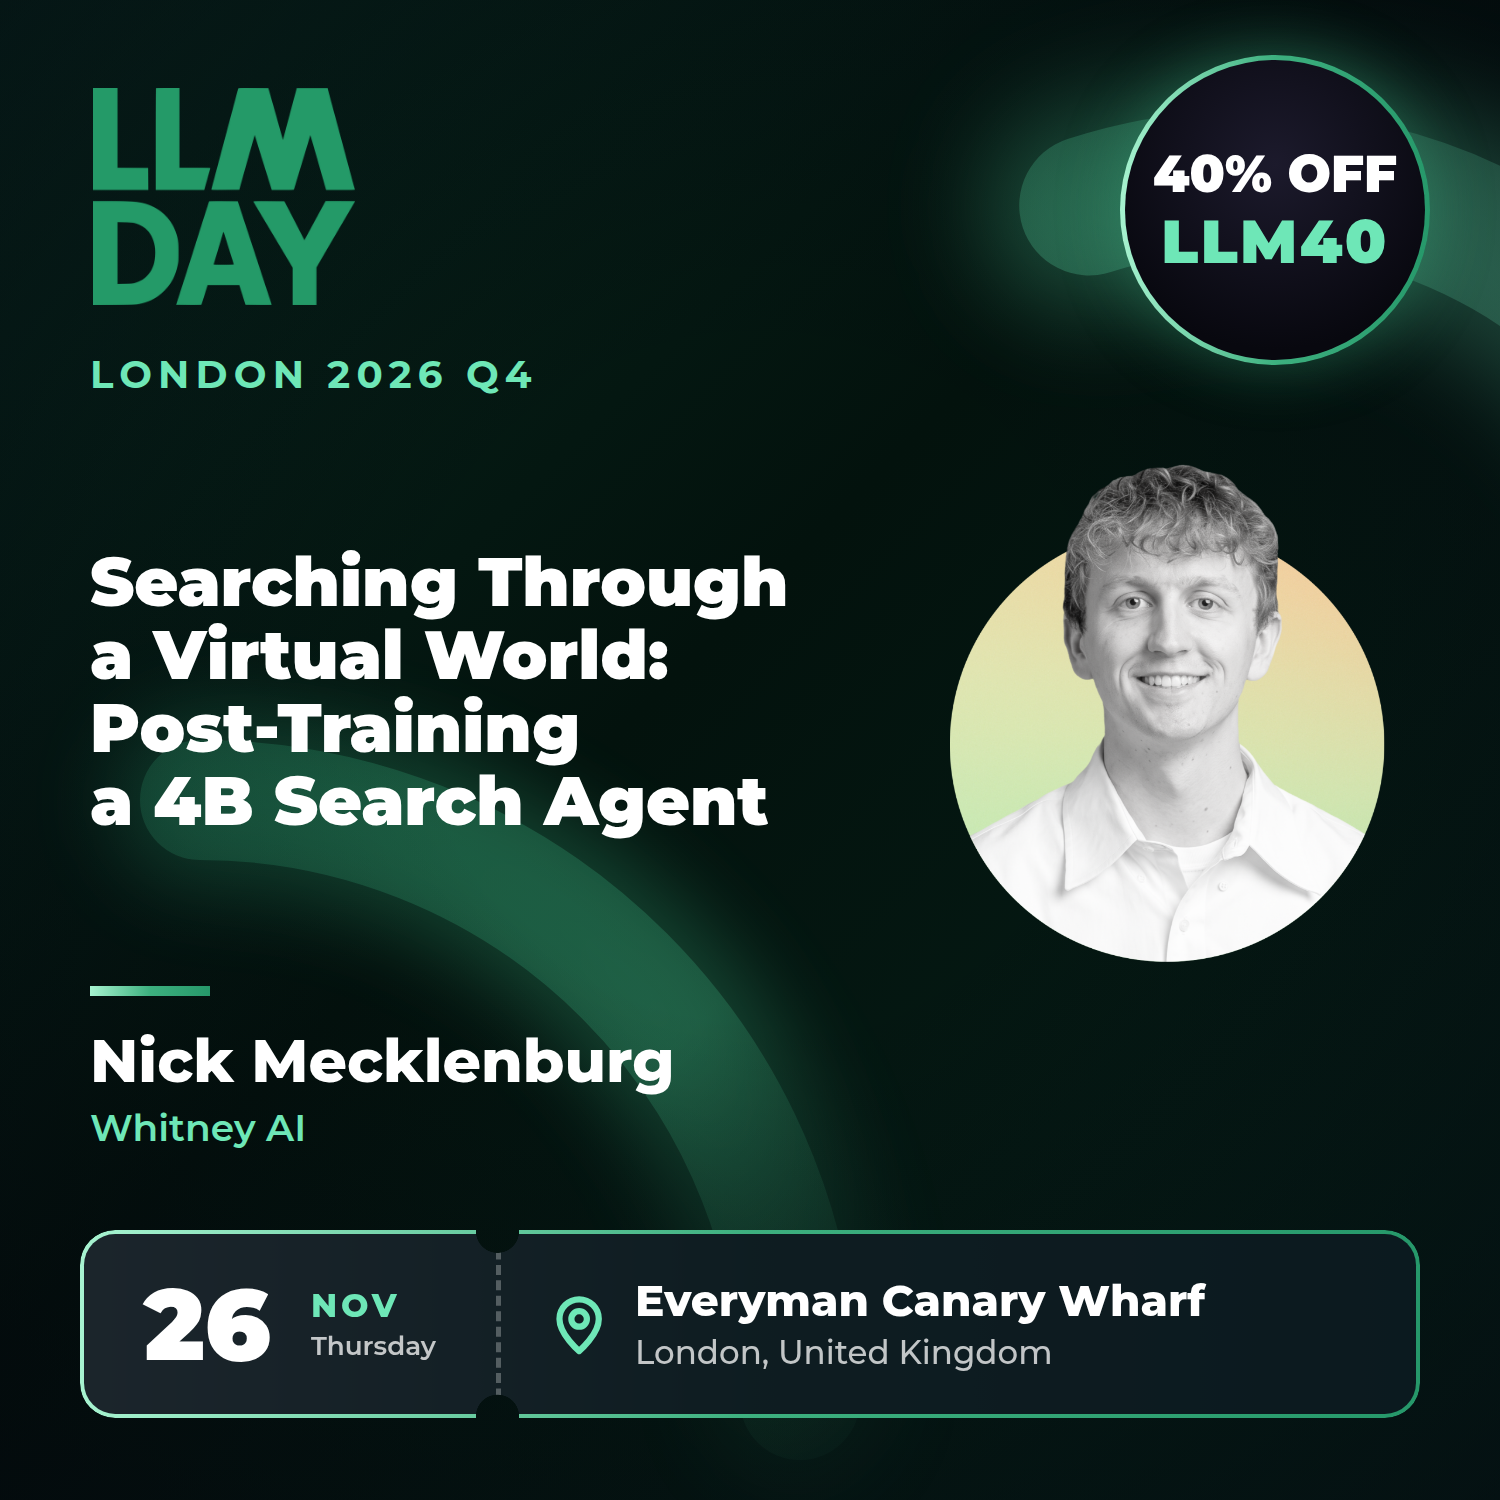 LLM
DAY
LONDON 2026 Q4
40% OFF
LLM40
Searching Through
a Virtual World:
Post-Training
a 4B Search Agent
Nick Mecklenburg
Whitney AI
26
NOV
Thursday
Everyman Canary Wharf
London, United Kingdom